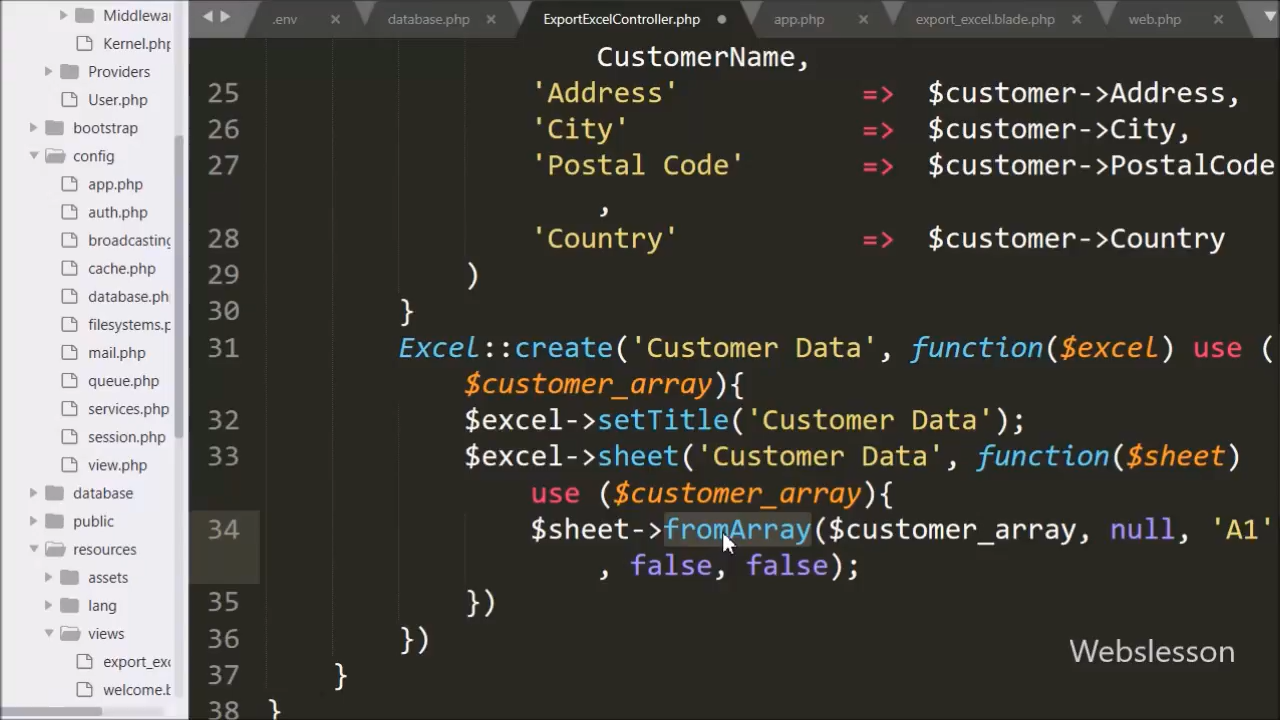 Middlewar
Kernel.php
Providers
User.php
bootstrap
config
app.php
auth.php
broadcasting
cache.php
database.ph
filesystems.p
mail.php
queue.php
services.php
session.php
view.php
database
public
resources
assets
lang
views
export_exc
welcome.b
.env
database.php
ExportExcelController.php
app.php
export_excel.blade.php
web.php
CustomerName,
25 'Address' => $customer->Address,
26 'City' => $customer->City,
27 'Postal Code' => $customer->PostalCode
,
28 'Country' => $customer->Country
29 )
30 }
31 Excel::create('Customer Data', function($excel) use (
$customer_array){
32 $excel->setTitle('Customer Data');
33 $excel->sheet('Customer Data', function($sheet)
use ($customer_array){
34 $sheet->fromArray($customer_array, null, 'A1'
, false, false);
35 })
36 })
37 }
38 }
Webslesson